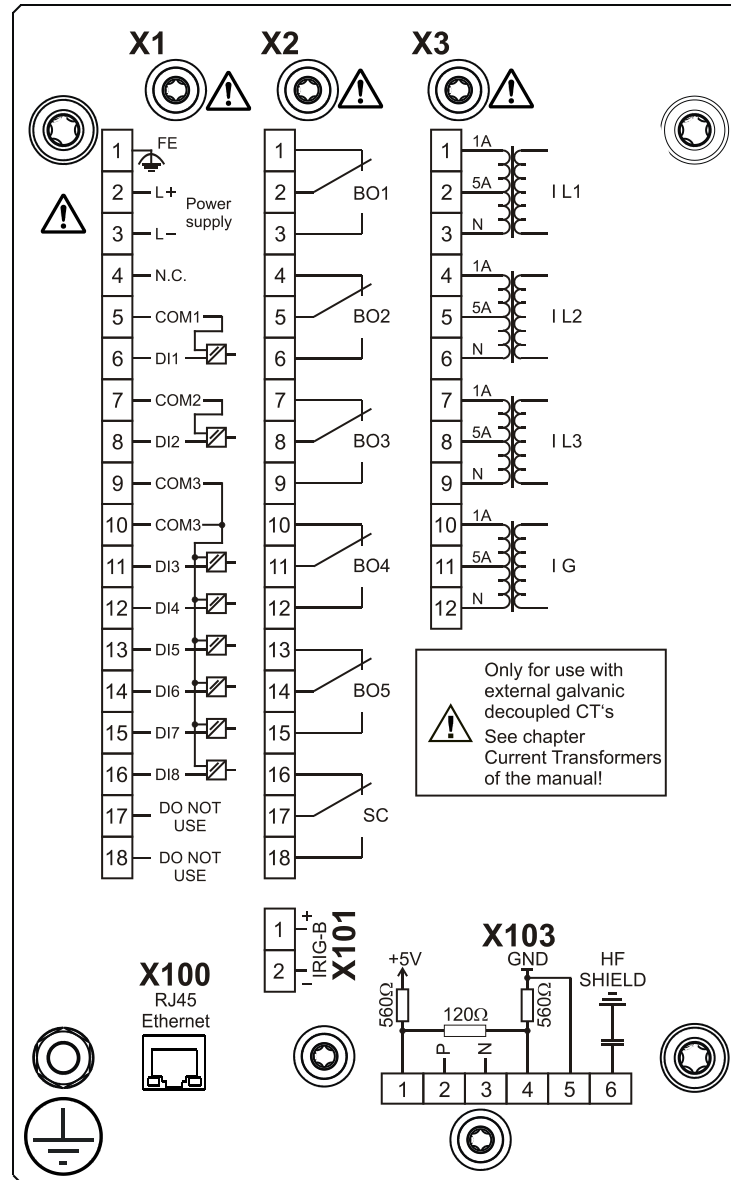 X1
X2
X3
1 FE
2 L+
Power
supply
3 L–
4 N.C.
5 COM1
6 DI1
7 COM2
8 DI2
9 COM3
10 COM3
11 DI3
12 DI4
13 DI5
14 DI6
15 DI7
16 DI8
17 DO NOT
USE
18 DO NOT
USE
1
2 BO1
3
4
5 BO2
6
7
8 BO3
9
10
11 BO4
12
13
14 BO5
15
16
17 SC
18
1 1A
2 5A I L1
3 N
4 1A
5 5A I L2
6 N
7 1A
8 5A I L3
9 N
10 1A
11 5A I G
12 N
Only for use with
external galvanic
decoupled CT‘s
See chapter
Current Transformers
of the manual!
X100
RJ45
Ethernet
1 +
2 –
IRIG-B
X101
X103
+5V
GND
HF
SHIELD
560Ω
120Ω
560Ω
P
N
1 2 3 4 5 6